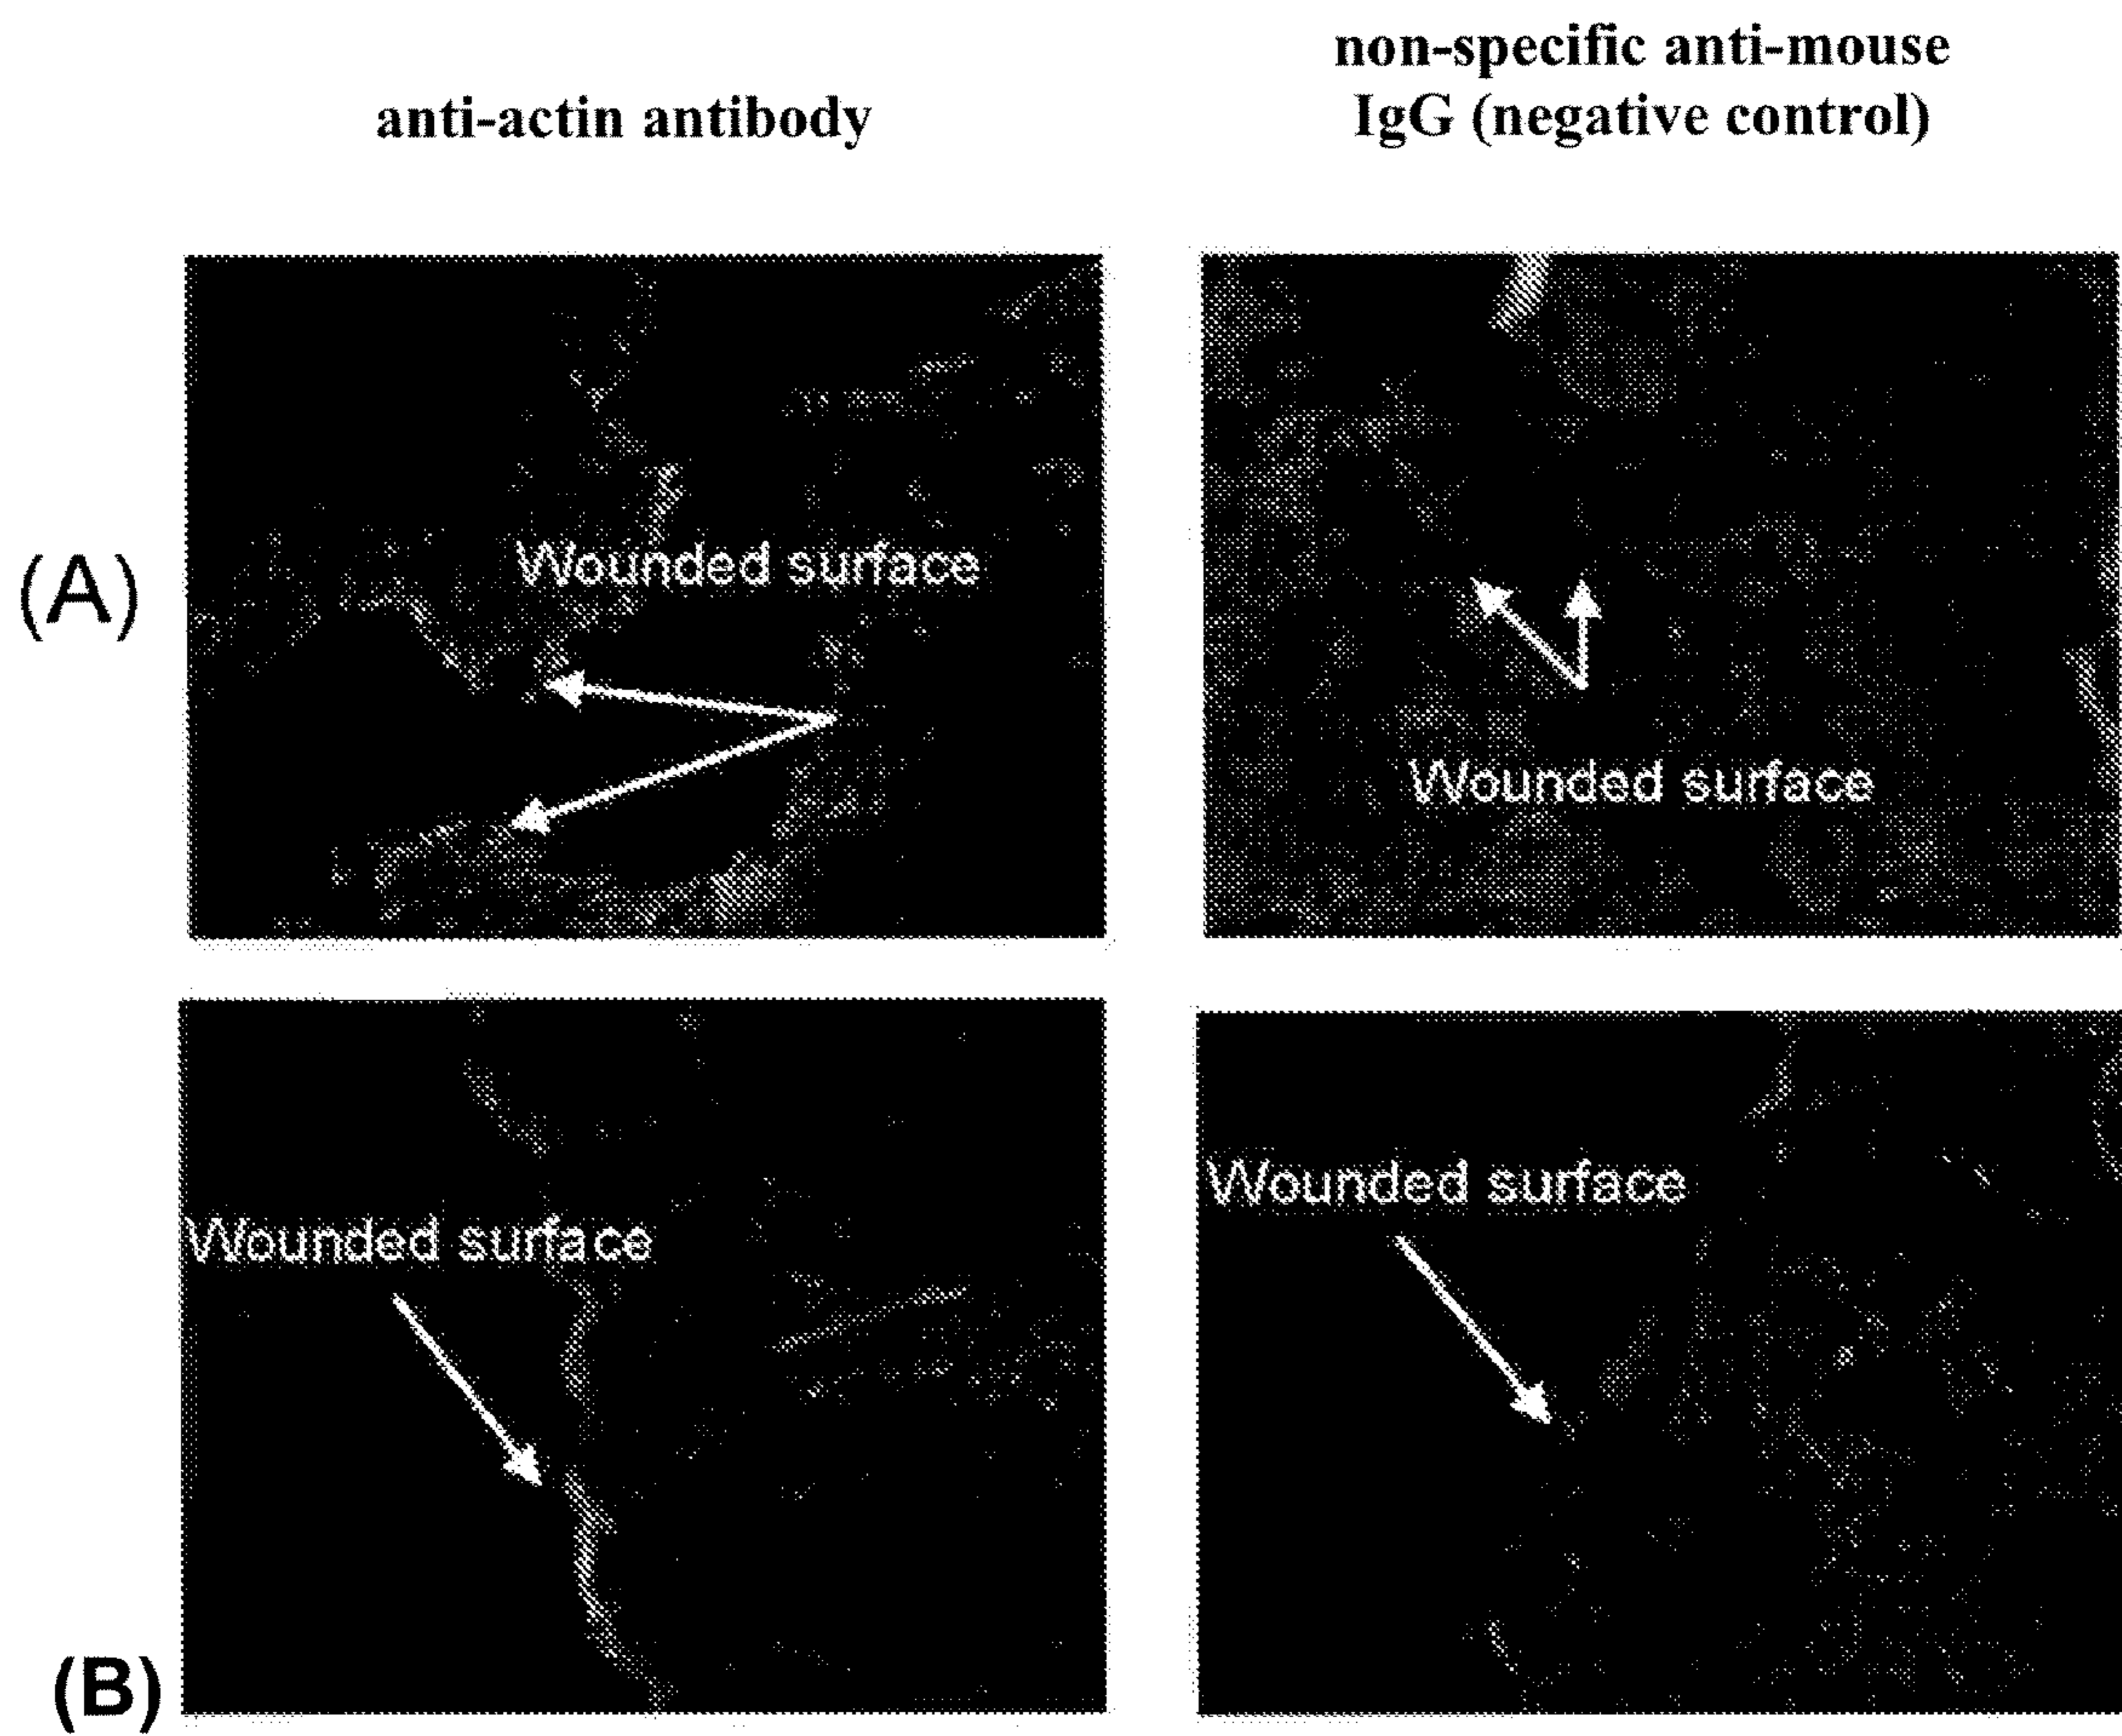 anti-actin antibody
non-specific anti-mouse
IgG (negative control)
(A)
Wounded surface
Wounded surface
(B)
Wounded surface
Wounded surface